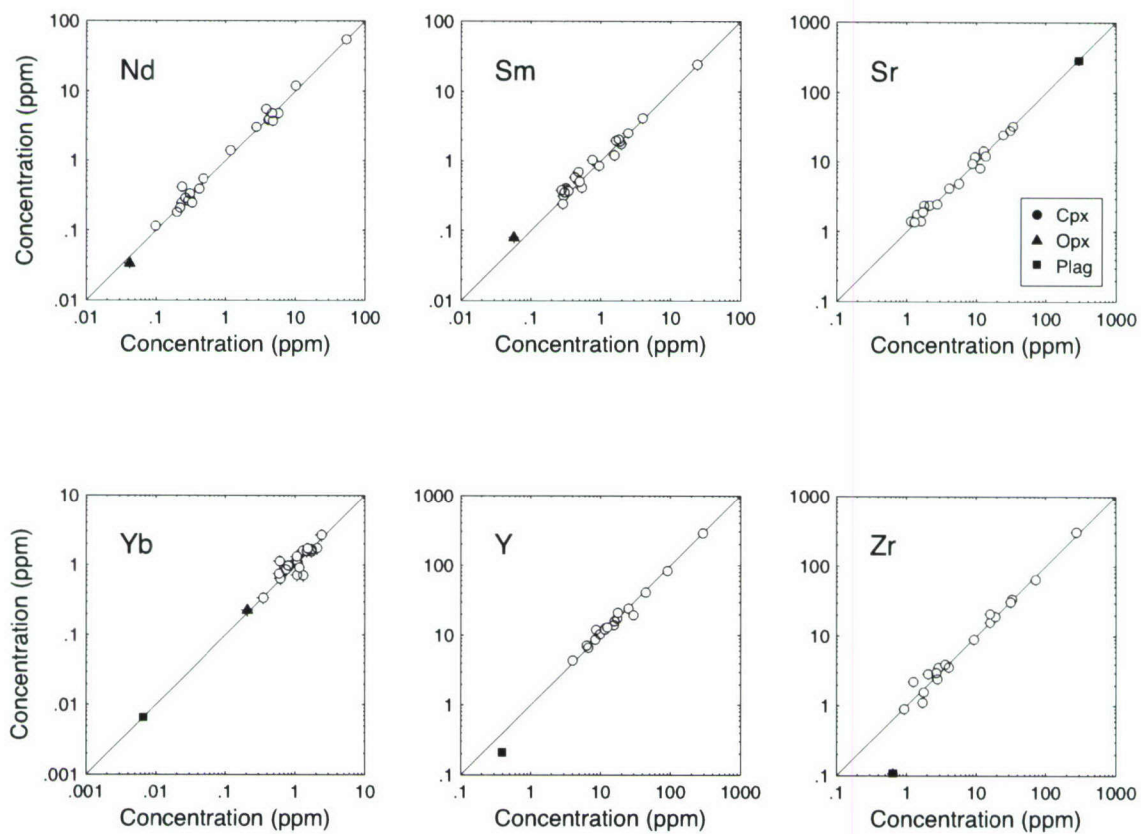 Nd
Concentration (ppm)
100
10
1
.1
.01
.01 .1 1 10 100
Concentration (ppm)
Sm
100
10
1
.1
.01
.01 .1 1 10 100
Concentration (ppm)
Sr
1000
100
10
1
.1
.1 1 10 100 1000
Concentration (ppm)
Cpx
Opx
Plag
Yb
Concentration (ppm)
10
1
.1
.01
.001
.001 .01 .1 1 10
Concentration (ppm)
Y
1000
100
10
1
.1
.1 1 10 100 1000
Concentration (ppm)
Zr
1000
100
10
1
.1
.1 1 10 100 1000
Concentration (ppm)